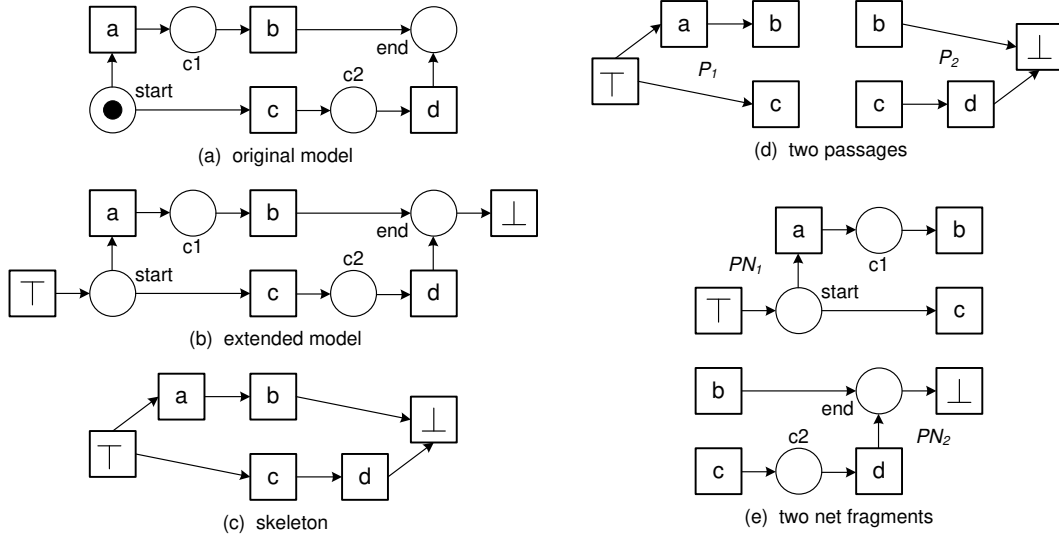 a
b
c1
end
start
c2
c
d
(a) original model
a
b
c1
end
⊥
start
c2
⊤
c
d
(b) extended model
a
b
⊥
⊤
c
d
(c) skeleton
a
b
b
P1
P2
⊤
⊥
c
c
d
(d) two passages
a
b
PN1
c1
start
⊤
c
b
⊥
end
c2
PN2
c
d
(e) two net fragments